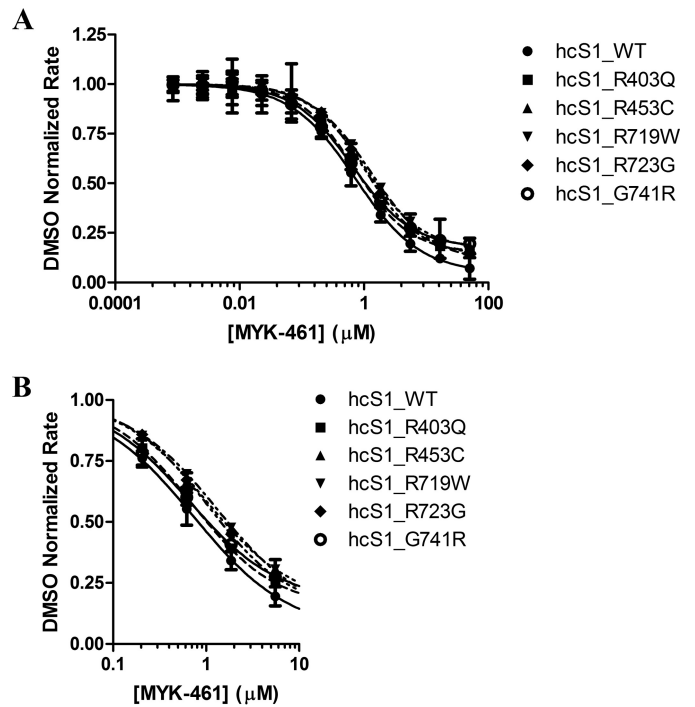 A
1.25
1.00
0.75
0.50
0.25
0.00
DMSO Normalized Rate
0.0001 0.01 1 100
[MYK-461] (μM)
hcS1_WT
hcS1_R403Q
hcS1_R453C
hcS1_R719W
hcS1_R723G
hcS1_G741R
B
1.00
0.75
0.50
0.25
0.00
DMSO Normalized Rate
0.1 1 10
[MYK-461] (μM)
hcS1_WT
hcS1_R403Q
hcS1_R453C
hcS1_R719W
hcS1_R723G
hcS1_G741R